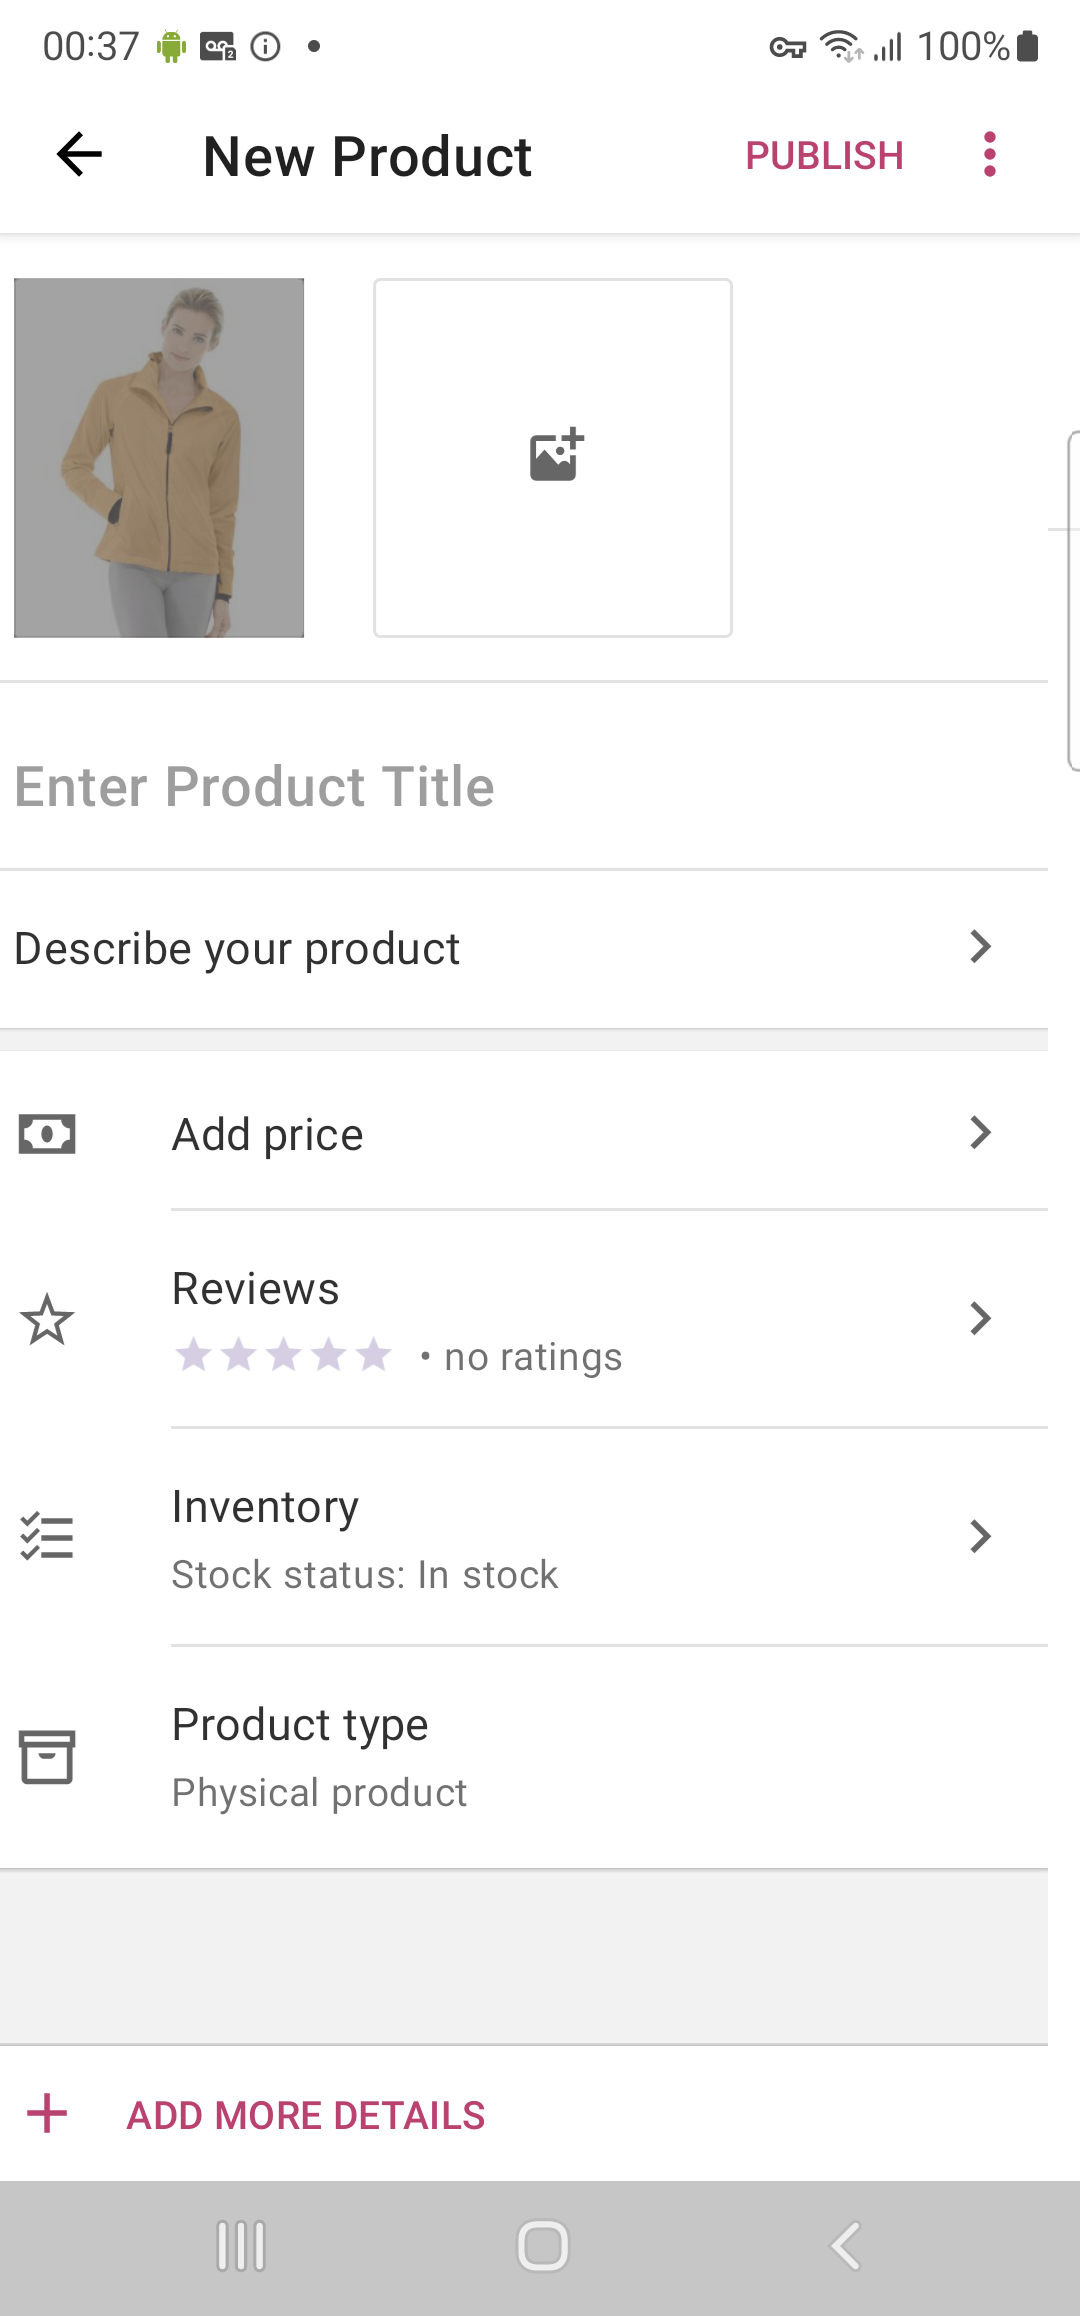 00:37
100%
New Product
PUBLISH
Enter Product Title
Describe your product
Add price
Reviews
• no ratings
Inventory
Stock status: In stock
Product type
Physical product
ADD MORE DETAILS